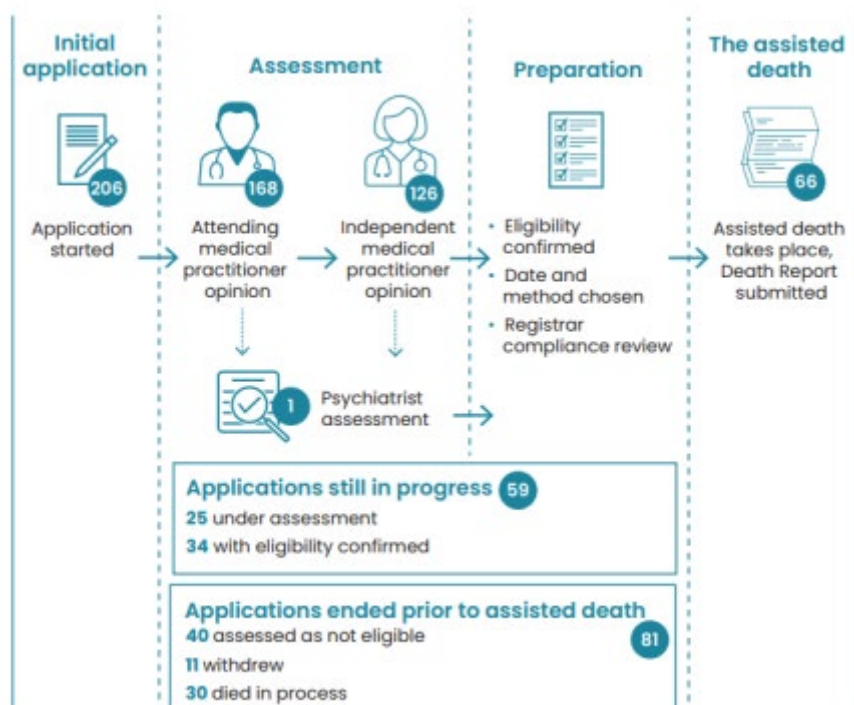 Initial
application
Assessment
Preparation
The assisted
death
206
168
126
66
Application
started
Attending
medical
practitioner
opinion
Independent
medical
practitioner
opinion
• Eligibility
confirmed
• Date and
method chosen
• Registrar
compliance review
Assisted death
takes place,
Death Report
submitted
1
Psychiatrist
assessment
Applications still in progress 59
25 under assessment
34 with eligibility confirmed
Applications ended prior to assisted death
40 assessed as not eligible
81
11 withdrew
30 died in process